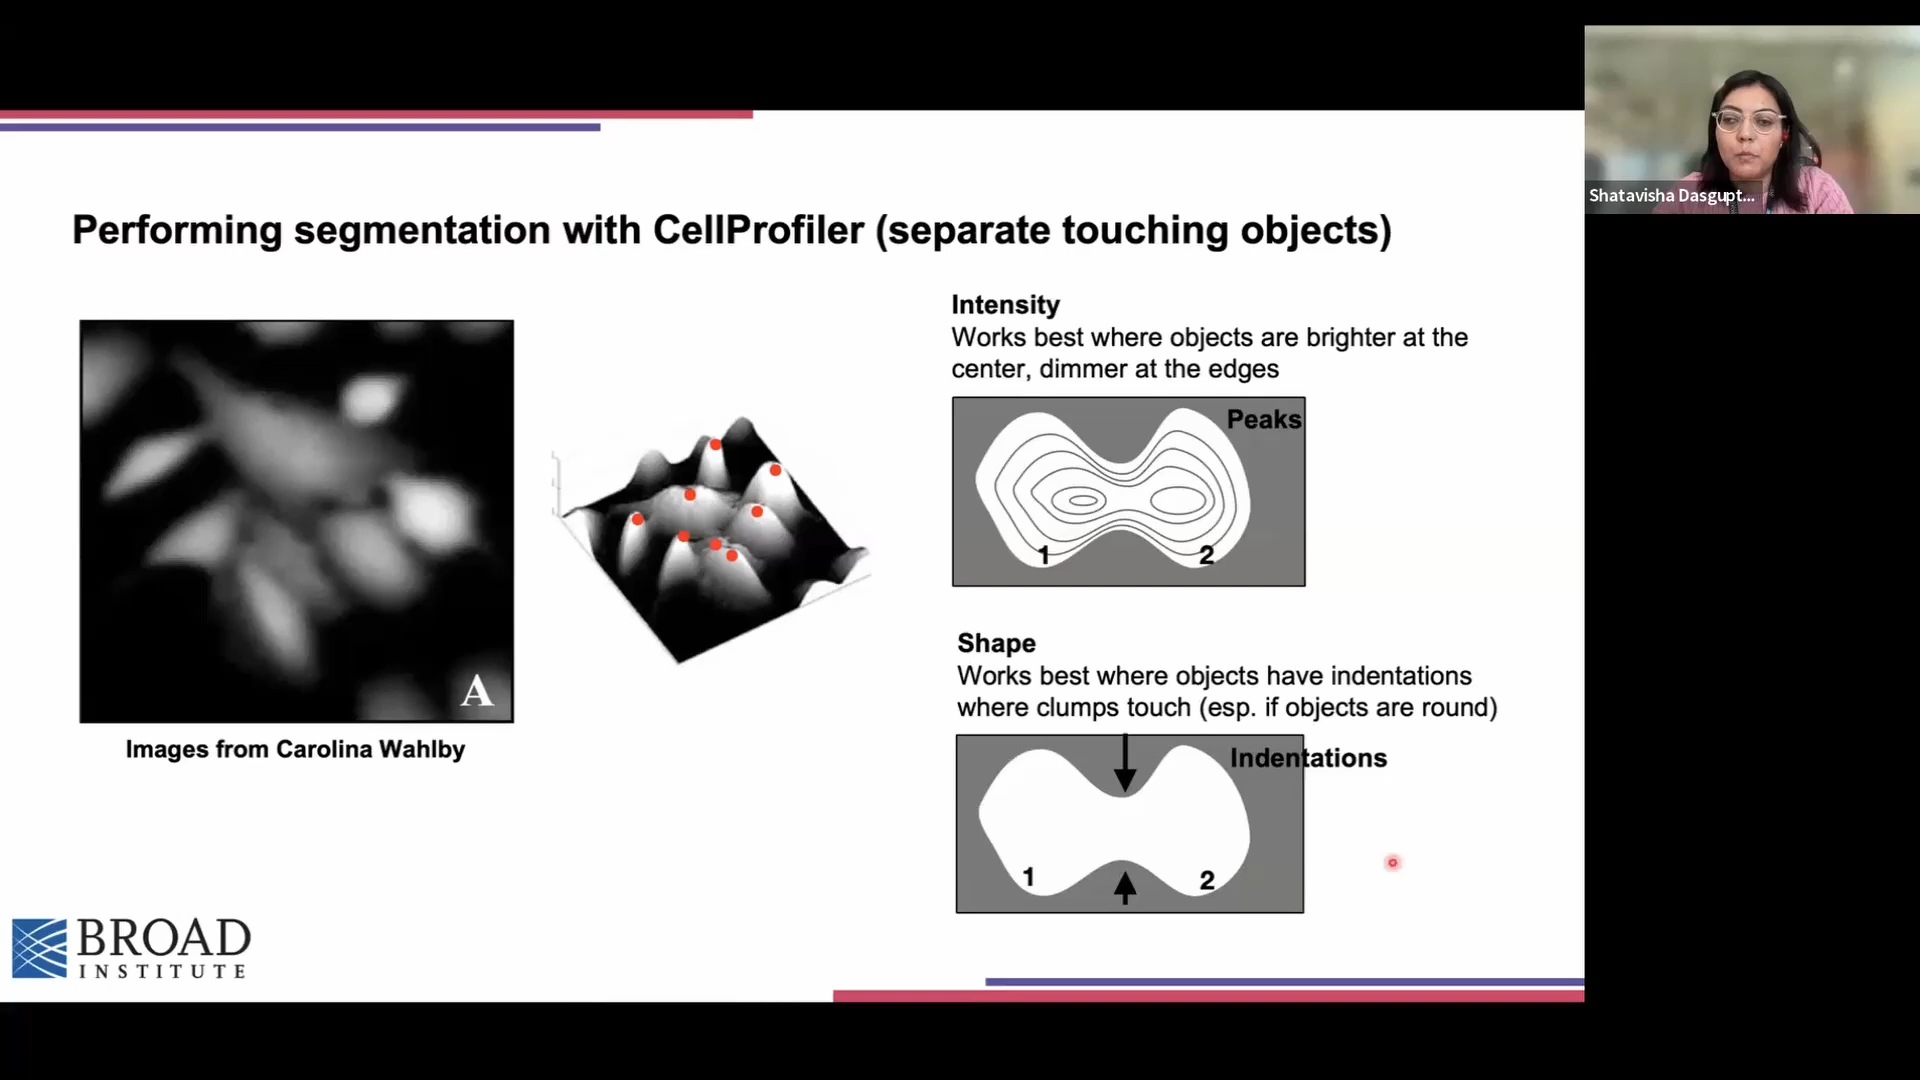 Shatavisha Dasgupt...
Performing segmentation with CellProfiler (separate touching objects)
A
Images from Carolina Wahlby
Intensity
Works best where objects are brighter at the
center, dimmer at the edges
Peaks
1
2
Shape
Works best where objects have indentations
where clumps touch (esp. if objects are round)
Indentations
1
2
BROAD
INSTITUTE